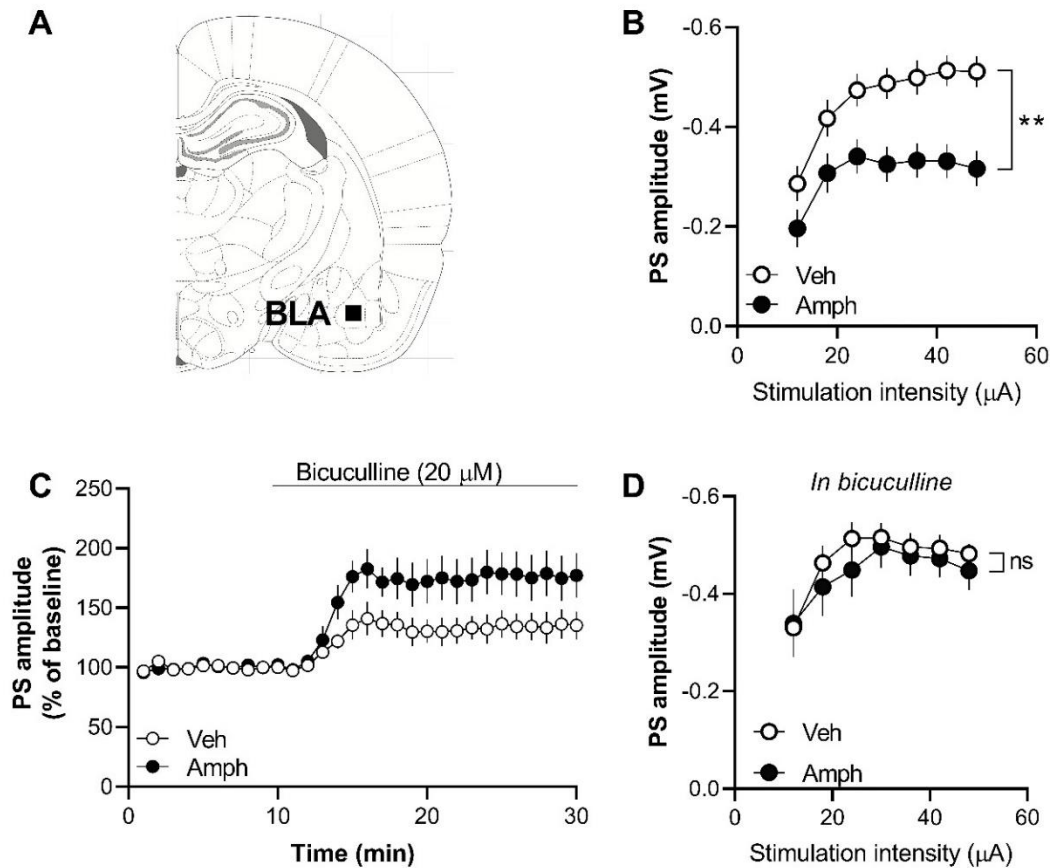 A
BLA
B
PS amplitude (mV)
-0.6
-0.4
-0.2
0.0
**
Veh
Amph
0 20 40 60
Stimulation intensity (µA)
C
Bicuculline (20 µM)
PS amplitude
(% of baseline)
250
200
150
100
50
0
Veh
Amph
0 10 20 30
Time (min)
D
In bicuculline
PS amplitude (mV)
-0.6
-0.4
-0.2
0.0
ns
Veh
Amph
0 20 40 60
Stimulation intensity (µA)